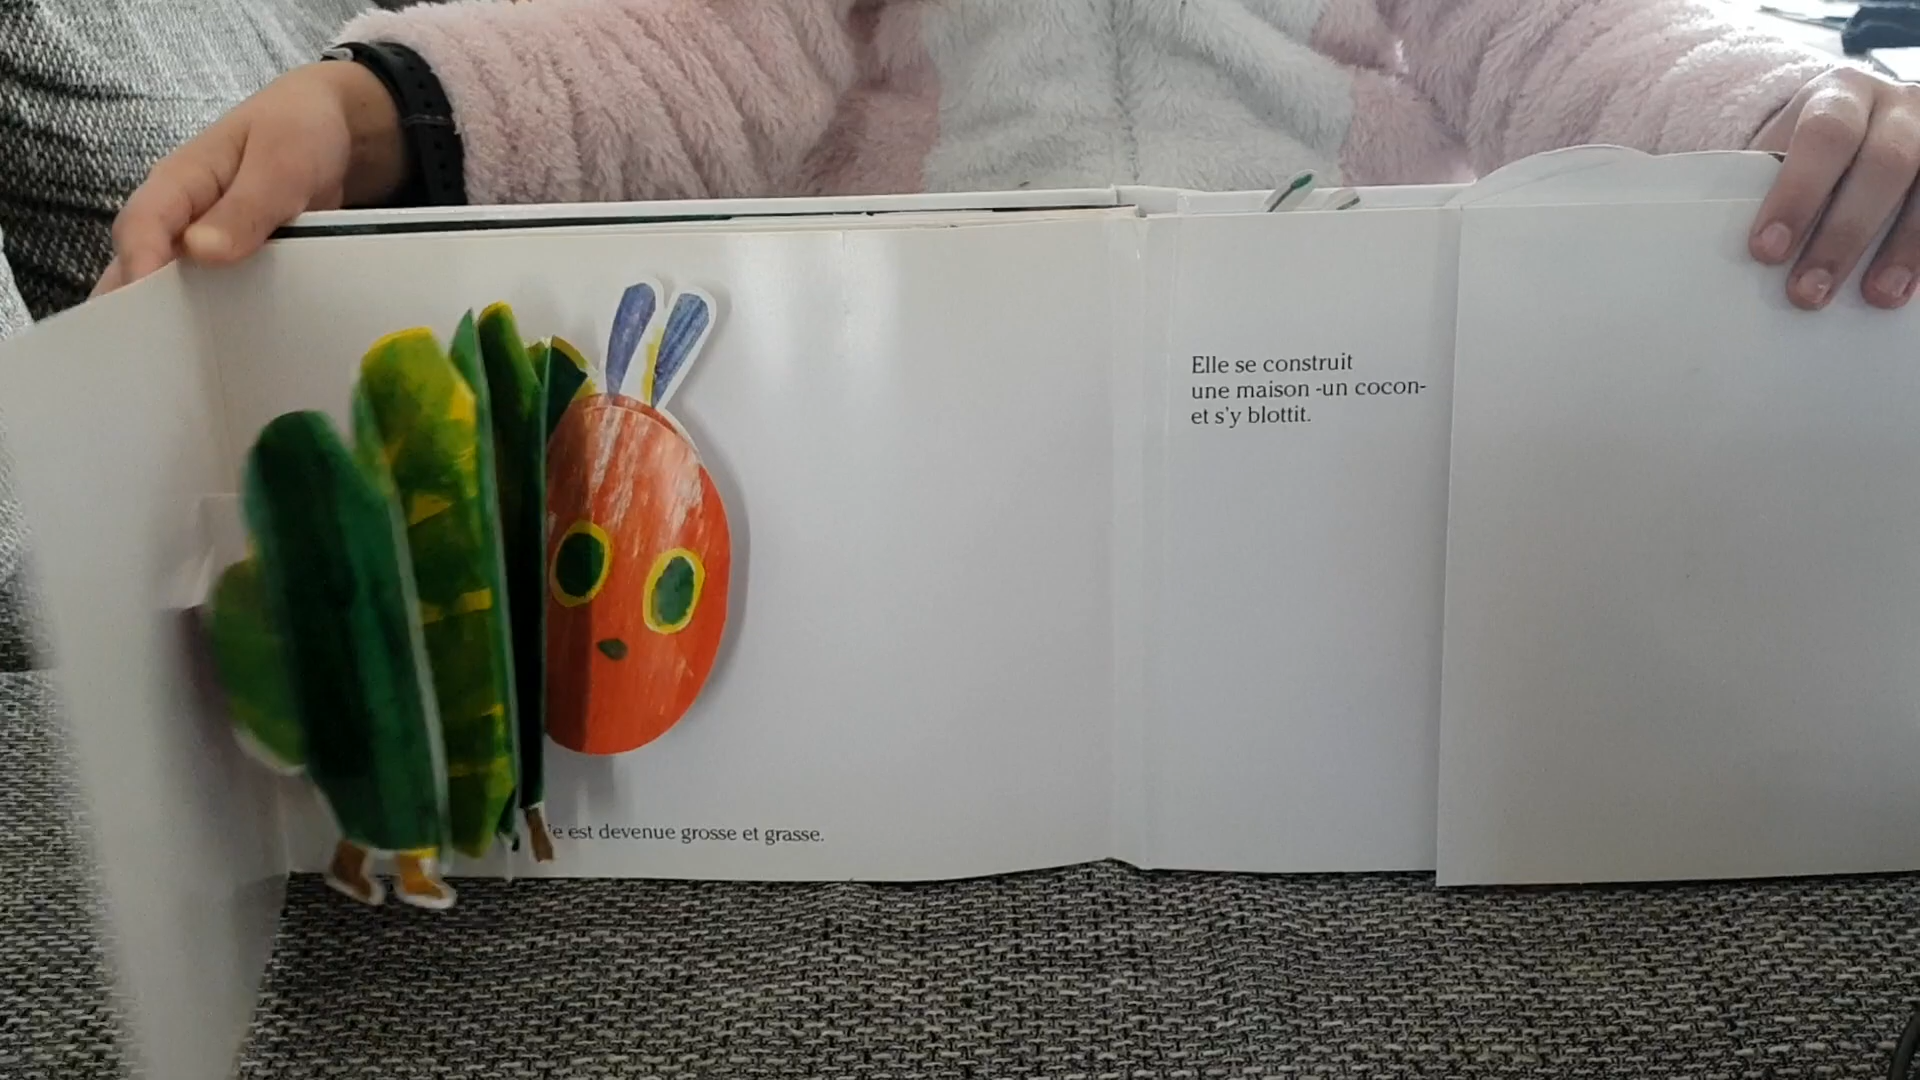 est devenue grosse et grasse.
Elle se construit
une maison -un cocon-
et s'y blottit.